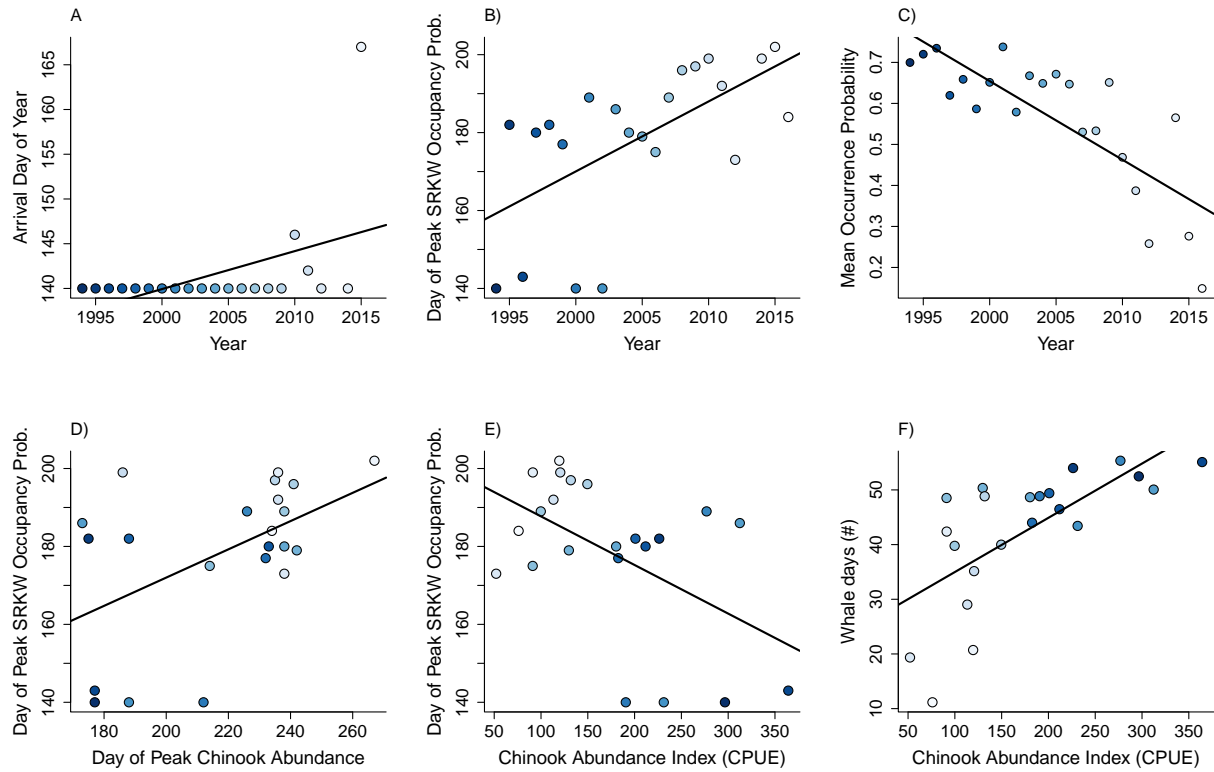 A
Arrival Day of Year
165
160
155
150
145
140
1995 2000 2005 2010 2015
Year
B)
Day of Peak SRKW Occupancy Prob.
200
180
160
140
1995 2000 2005 2010 2015
Year
C)
Mean Occurrence Probability
0.7
0.6
0.5
0.4
0.3
0.2
1995 2000 2005 2010 2015
Year
D)
Day of Peak SRKW Occupancy Prob.
200
180
160
140
180 200 220 240 260
Day of Peak Chinook Abundance
E)
Day of Peak SRKW Occupancy Prob.
200
180
160
140
50 100 150 200 250 300 350
Chinook Abundance Index (CPUE)
F)
Whale days (#)
50
40
30
20
10
50 100 150 200 250 300 350
Chinook Abundance Index (CPUE)